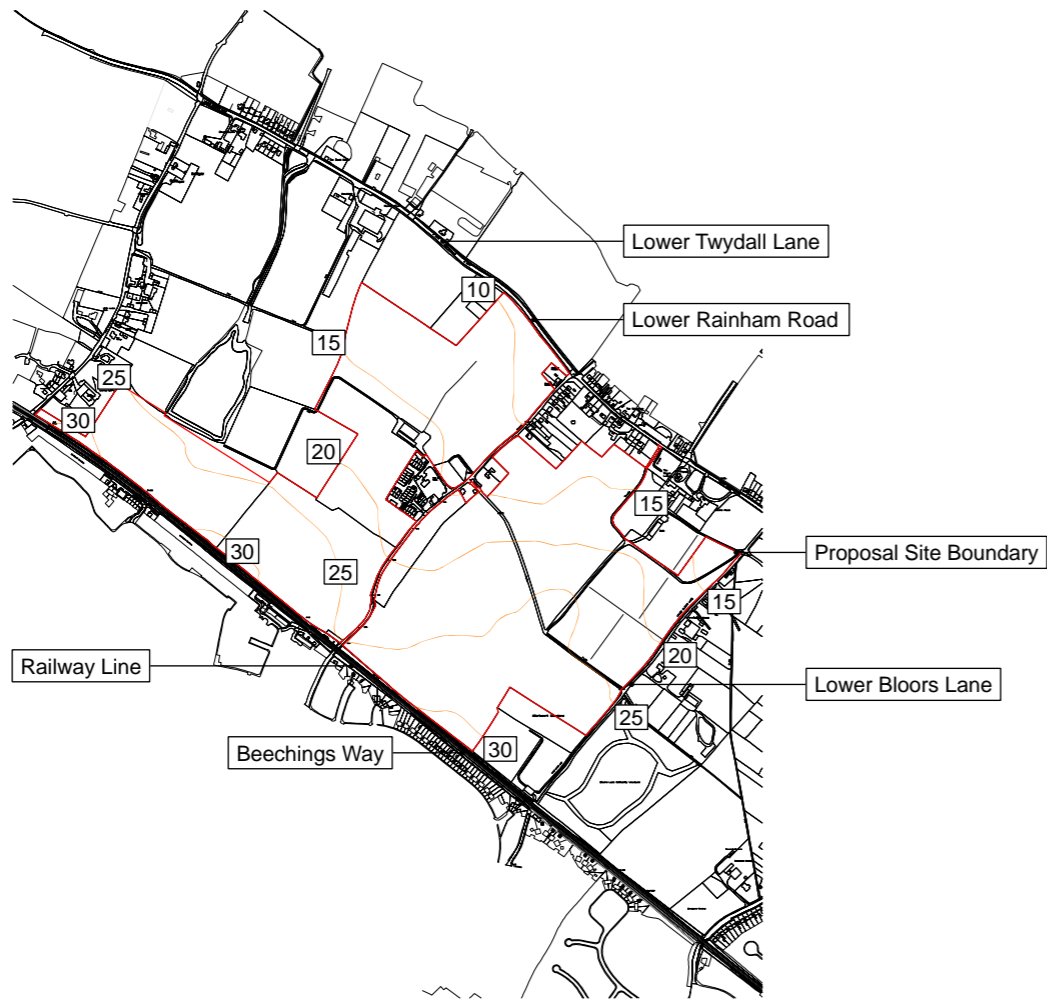 Lower Twydall Lane
10
Lower Rainham Road
15
25
30
20
15
30
25
Proposal Site Boundary
15
20
Railway Line
Lower Bloors Lane
25
30
Beechings Way